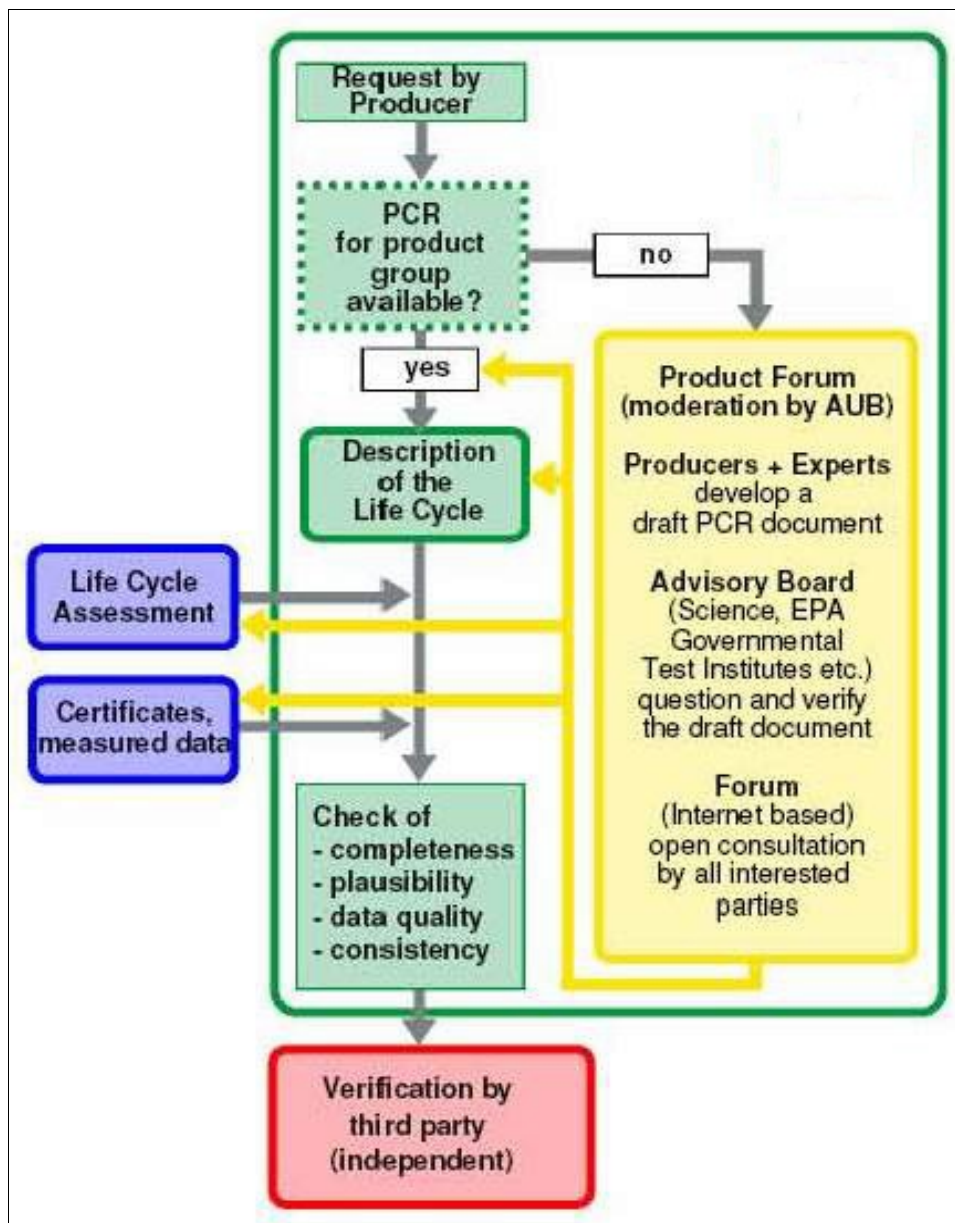 Request by
Producer
PCR
for product
group
available?
no
yes
Product Forum
(moderation by AUB)
Producers + Experts
develop a
draft PCR document
Advisory Board
(Science, EPA
Governmental
Test Institutes etc.)
question and verify
the draft document
Forum
(Internet based)
open consultation
by all interested
parties
Description
of the
Life Cycle
Life Cycle
Assessment
Certificates,
measured data
Check of
- completeness
- plausibility
- data quality
- consistency
Verification by
third party
(independent)